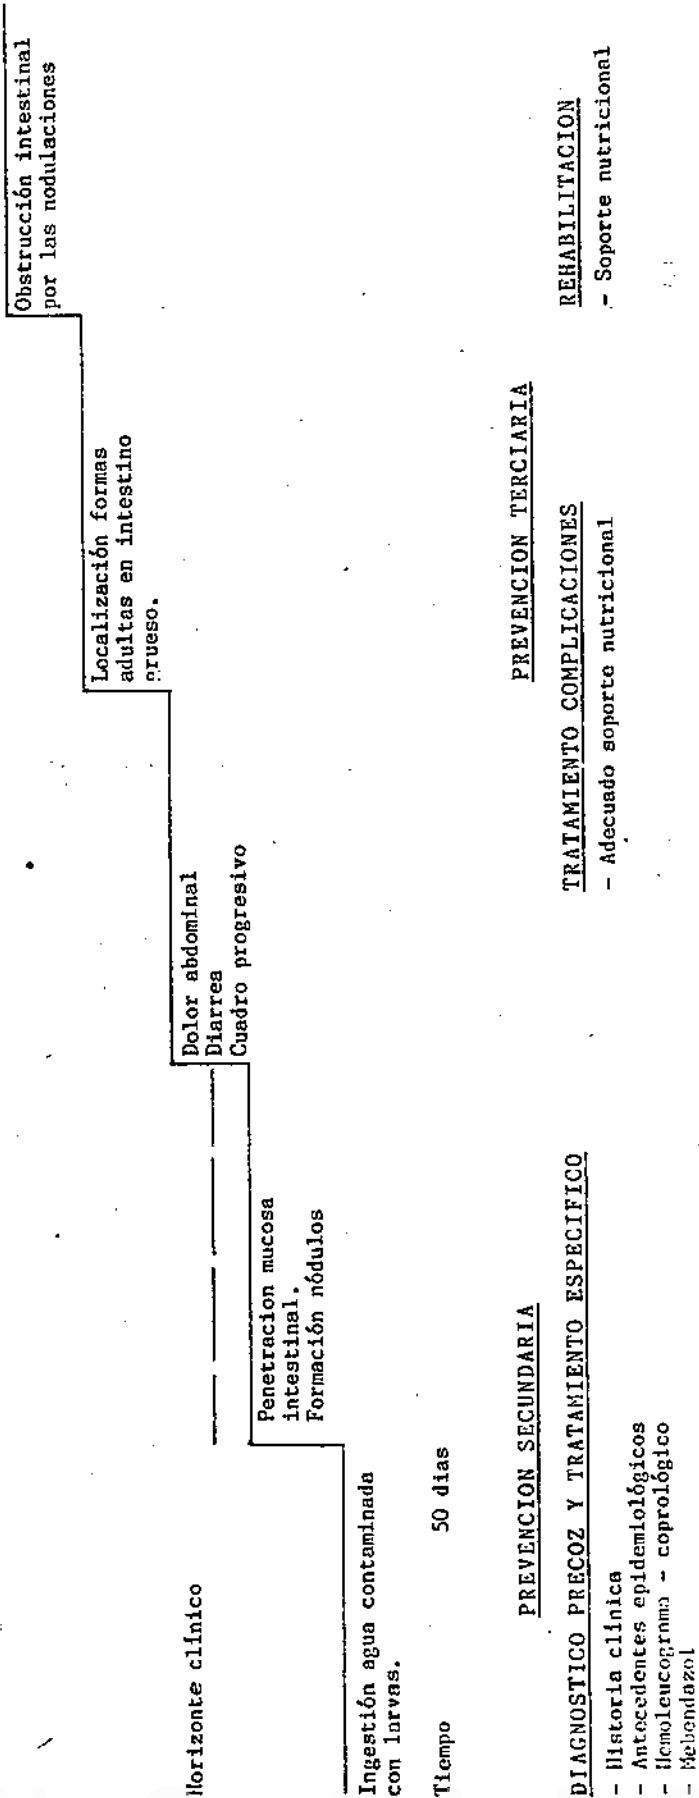 Obstrucción intestinal
por las nodulaciones
Localización formas
adultas en intestino
grueso.
Dolor abdominal
Diarrea
Cuadro progresivo
Horizonte clínico
Penetracion mucosa
intestinal.
Formación nódulos
Ingestión agua contaminada
con larvas.
Tiempo 50 dias
PREVENCION SECUNDARIA
DIAGNOSTICO PRECOZ Y TRATAMIENTO ESPECIFICO
- Historia clínica
- Antecedentes epidemiológicos
- Hemoleucograma - coprológico
- Mebendazol
PREVENCION TERCIARIA
TRATAMIENTO COMPLICACIONES
- Adecuado soporte nutricional
REHABILITACION
- Soporte nutricional